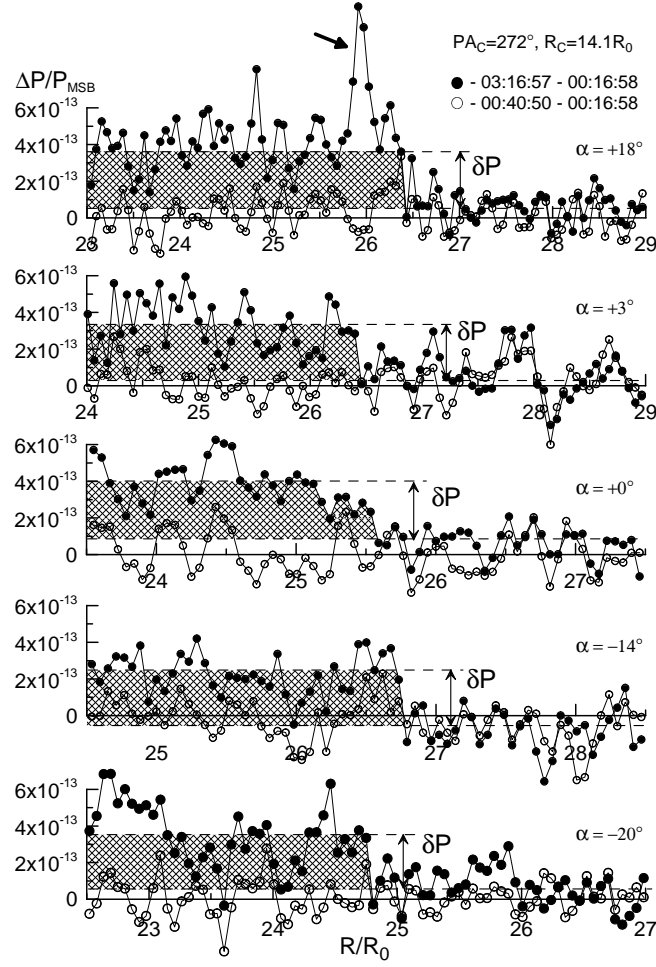 PA_C=272°, R_C=14.1R_0
ΔP/P_MSB
● - 03:16:57 - 00:16:58
○ - 00:40:50 - 00:16:58
6x10^-13
4x10^-13
2x10^-13
0
α = +18°
δP
23 24 25 26 27 28 29
6x10^-13
4x10^-13
2x10^-13
0
α = +3°
δP
24 25 26 27 28 29
6x10^-13
4x10^-13
2x10^-13
0
α = +0°
δP
24 25 26 27
6x10^-13
4x10^-13
2x10^-13
0
α = −14°
δP
25 26 27 28
6x10^-13
4x10^-13
2x10^-13
0
α = −20°
δP
23 24 25 26 27
R/R_0